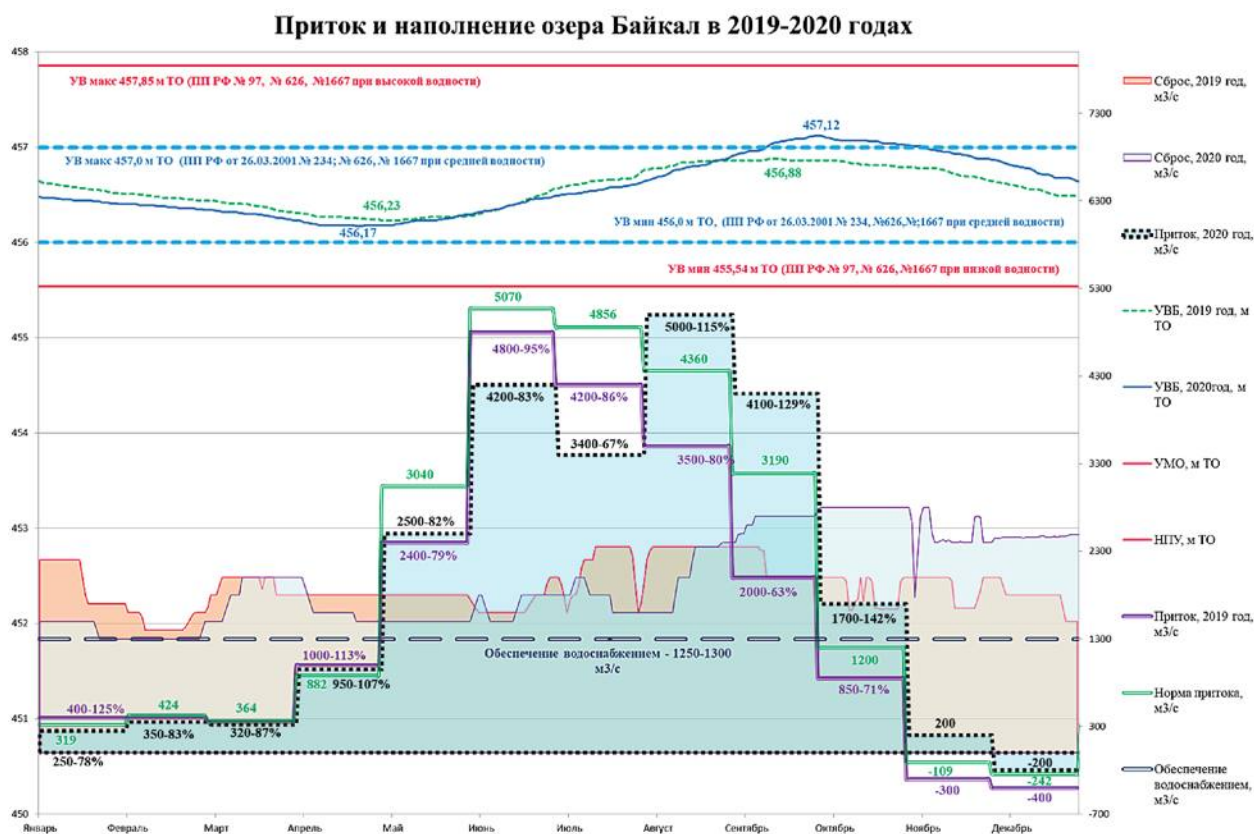 Приток и наполнение озера Байкал в 2019-2020 годах
458
457
456
455
454
453
452
451
450
УВ макс 457,85 м ТО (ПП РФ № 97, № 626, №1667 при высокой водности)
457,12
УВ макс 457,0 м ТО (ПП РФ от 26.03.2001 № 234; № 626, № 1667 при средней водности)
456,88
456,23
456,17
УВ мин 456,0 м ТО, (ПП РФ от 26.03.2001 № 234, №626,№;1667 при средней водности)
УВ мин 455,54 м ТО (ПП РФ № 97, № 626, №1667 при низкой водности)
5070
4856
5000-115%
4800-95%
4360
4200-83%
4200-86%
4100-129%
3400-67%
3500-80%
3190
3040
2500-82%
2400-79%
2000-63%
1700-142%
Обеспечение водоснабжением - 1250-1300
м3/с
1000-113%
882
950-107%
1200
850-71%
400-125%
424
364
319
350-83%
320-87%
250-78%
200
-200
-109
-242
-300
-400
7300
6300
5300
4300
3300
2300
1300
300
-700
Январь
Февраль
Март
Апрель
Май
Июнь
Июль
Август
Сентябрь
Октябрь
Ноябрь
Декабрь
Сброс, 2019 год,
м3/с
Сброс, 2020 год,
м3/с
Приток, 2020 год,
м3/с
УВБ, 2019 год, м
ТО
УВБ, 2020год, м
ТО
УМО, м ТО
НПУ, м ТО
Приток, 2019 год,
м3/с
Норма притока,
м3/с
Обеспечение
водоснабжением,
м3/с